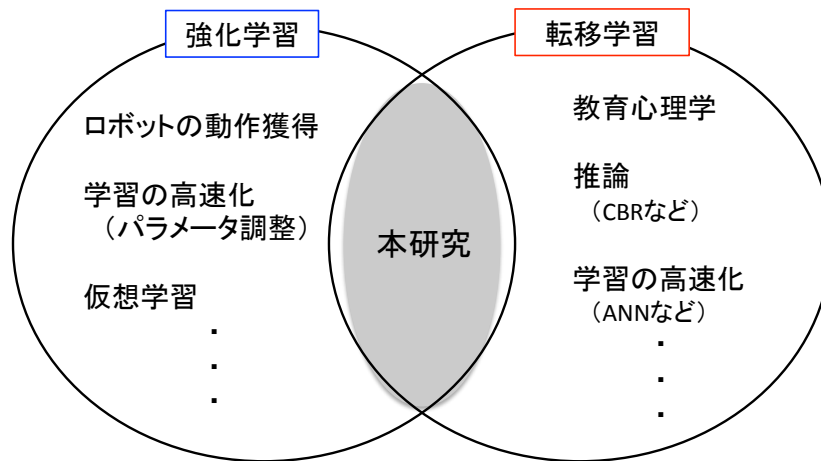 強化学習
転移学習
ロボットの動作獲得
学習の高速化
（パラメータ調整）
仮想学習
・
・
・
本研究
教育心理学
推論
（CBRなど）
学習の高速化
（ANNなど）
・
・
・